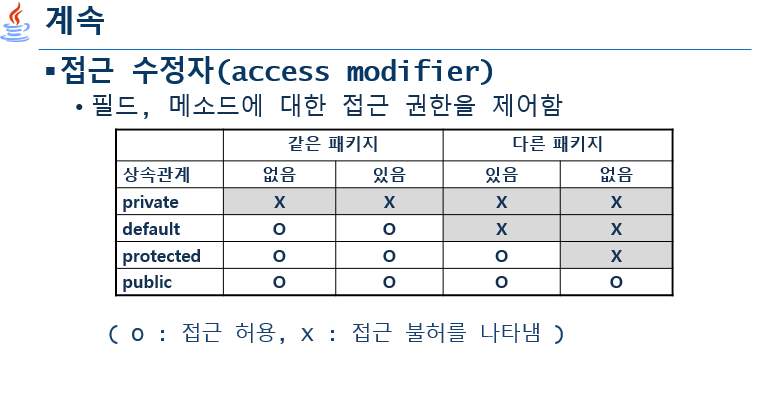 계속
▪접근 수정자(access modifier)
• 필드, 메소드에 대한 접근 권한을 제어함
같은 패키지 다른 패키지
상속관계 없음 있음 있음 없음
private X X X X
default O O X X
protected O O O X
public O O O O
( o : 접근 허용, x : 접근 불허를 나타냄 )